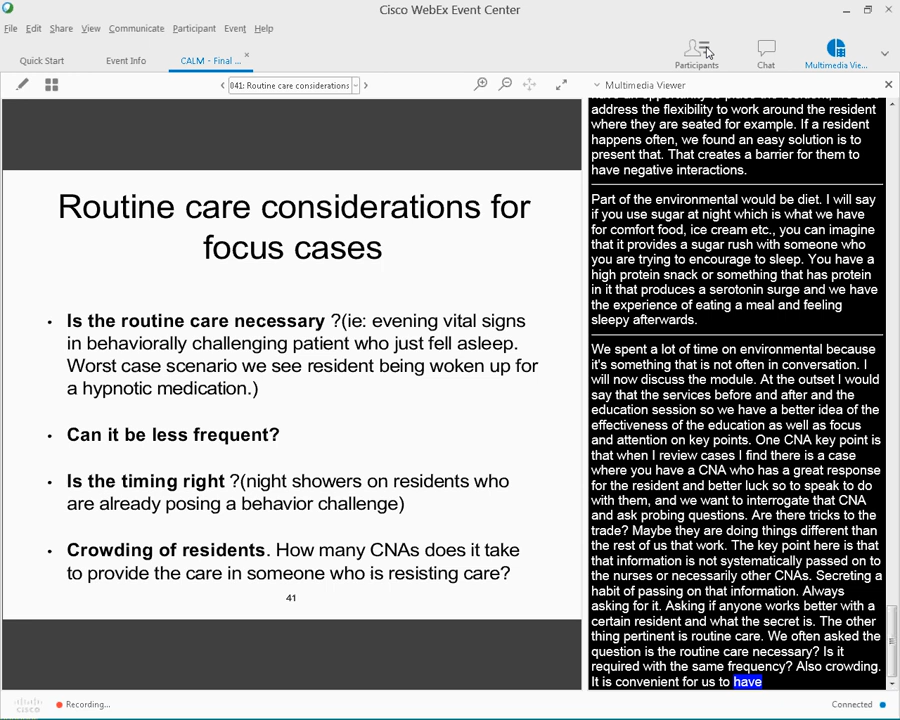 Cisco WebEx Event Center
File Edit Share View Communicate Participant Event Help
Quick Start
Event Info
CALM - Final ...
Participants
Chat
Multimedia Vie...
041: Routine care considerations
Multimedia Viewer
Routine care considerations for
focus cases
• Is the routine care necessary ?(ie: evening vital signs
in behaviorally challenging patient who just fell asleep.
Worst case scenario we see resident being woken up for
a hypnotic medication.)
• Can it be less frequent?
• Is the timing right ?(night showers on residents who
are already posing a behavior challenge)
• Crowding of residents. How many CNAs does it take
to provide the care in someone who is resisting care?
41
address the flexibility to work around the resident
where they are seated for example. If a resident
happens often, we found an easy solution is to
present that. That creates a barrier for them to
have negative interactions.
Part of the environmental would be diet. I will say
if you use sugar at night which is what we have
for comfort food, ice cream etc., you can imagine
that it provides a sugar rush with someone who
you are trying to encourage to sleep. You have a
high protein snack or something that has protein
in it that produces a serotonin surge and we have
the experience of eating a meal and feeling
sleepy afterwards.
We spent a lot of time on environmental because
it's something that is not often in conversation. I
will now discuss the module. At the outset I would
say that the services before and after and the
education session so we have a better idea of the
effectiveness of the education as well as focus
and attention on key points. One CNA key point is
that when I review cases I find there is a case
where you have a CNA who has a great response
for the resident and better luck so to speak to do
with them, and we want to interrogate that CNA
and ask probing questions. Are there tricks to the
trade? Maybe they are doing things different than
the rest of us that work. The key point here is that
that information is not systematically passed on to
the nurses or necessarily other CNAs. Secreting a
habit of passing on that information. Always
asking for it. Asking if anyone works better with a
certain resident and what the secret is. The other
thing pertinent is routine care. We often asked the
question is the routine care necessary? Is it
required with the same frequency? Also crowding.
It is convenient for us to have
cisco
Recording...
Connected